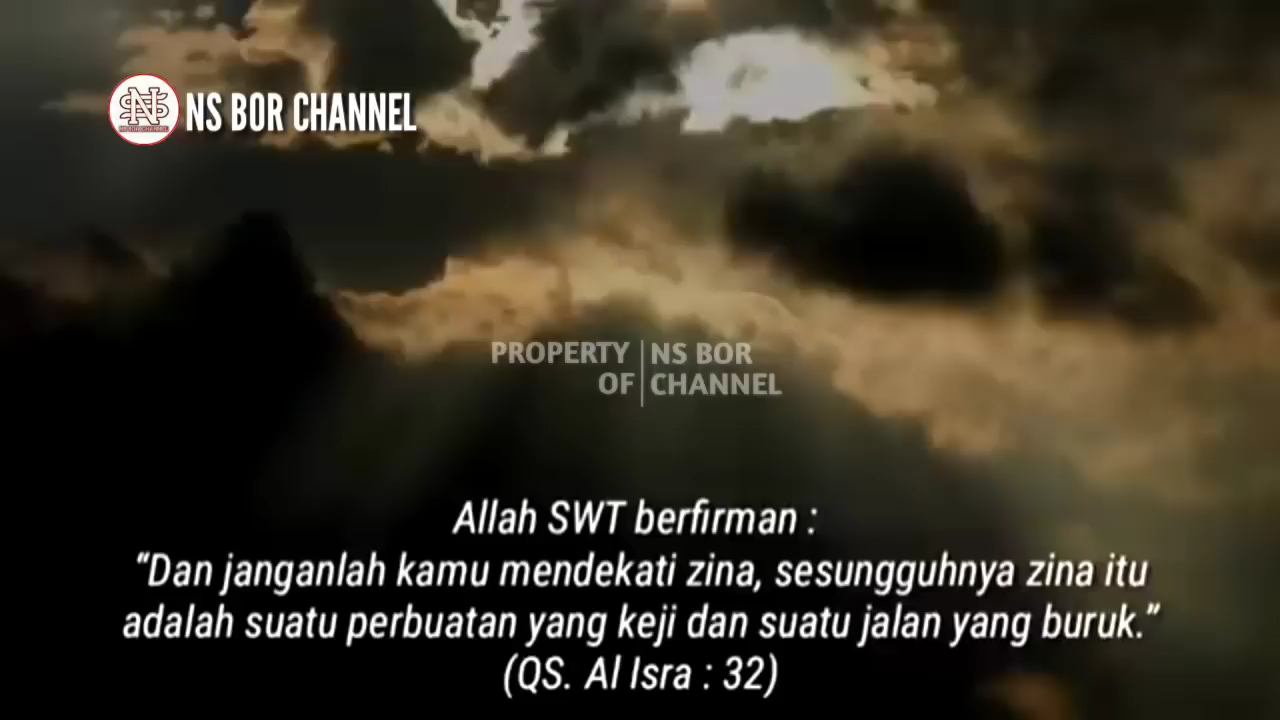 NS BOR CHANNEL
PROPERTY OF
NS BOR CHANNEL
Allah SWT berfirman :
“Dan janganlah kamu mendekati zina, sesungguhnya zina itu
adalah suatu perbuatan yang keji dan suatu jalan yang buruk.”
(QS. Al Isra : 32)